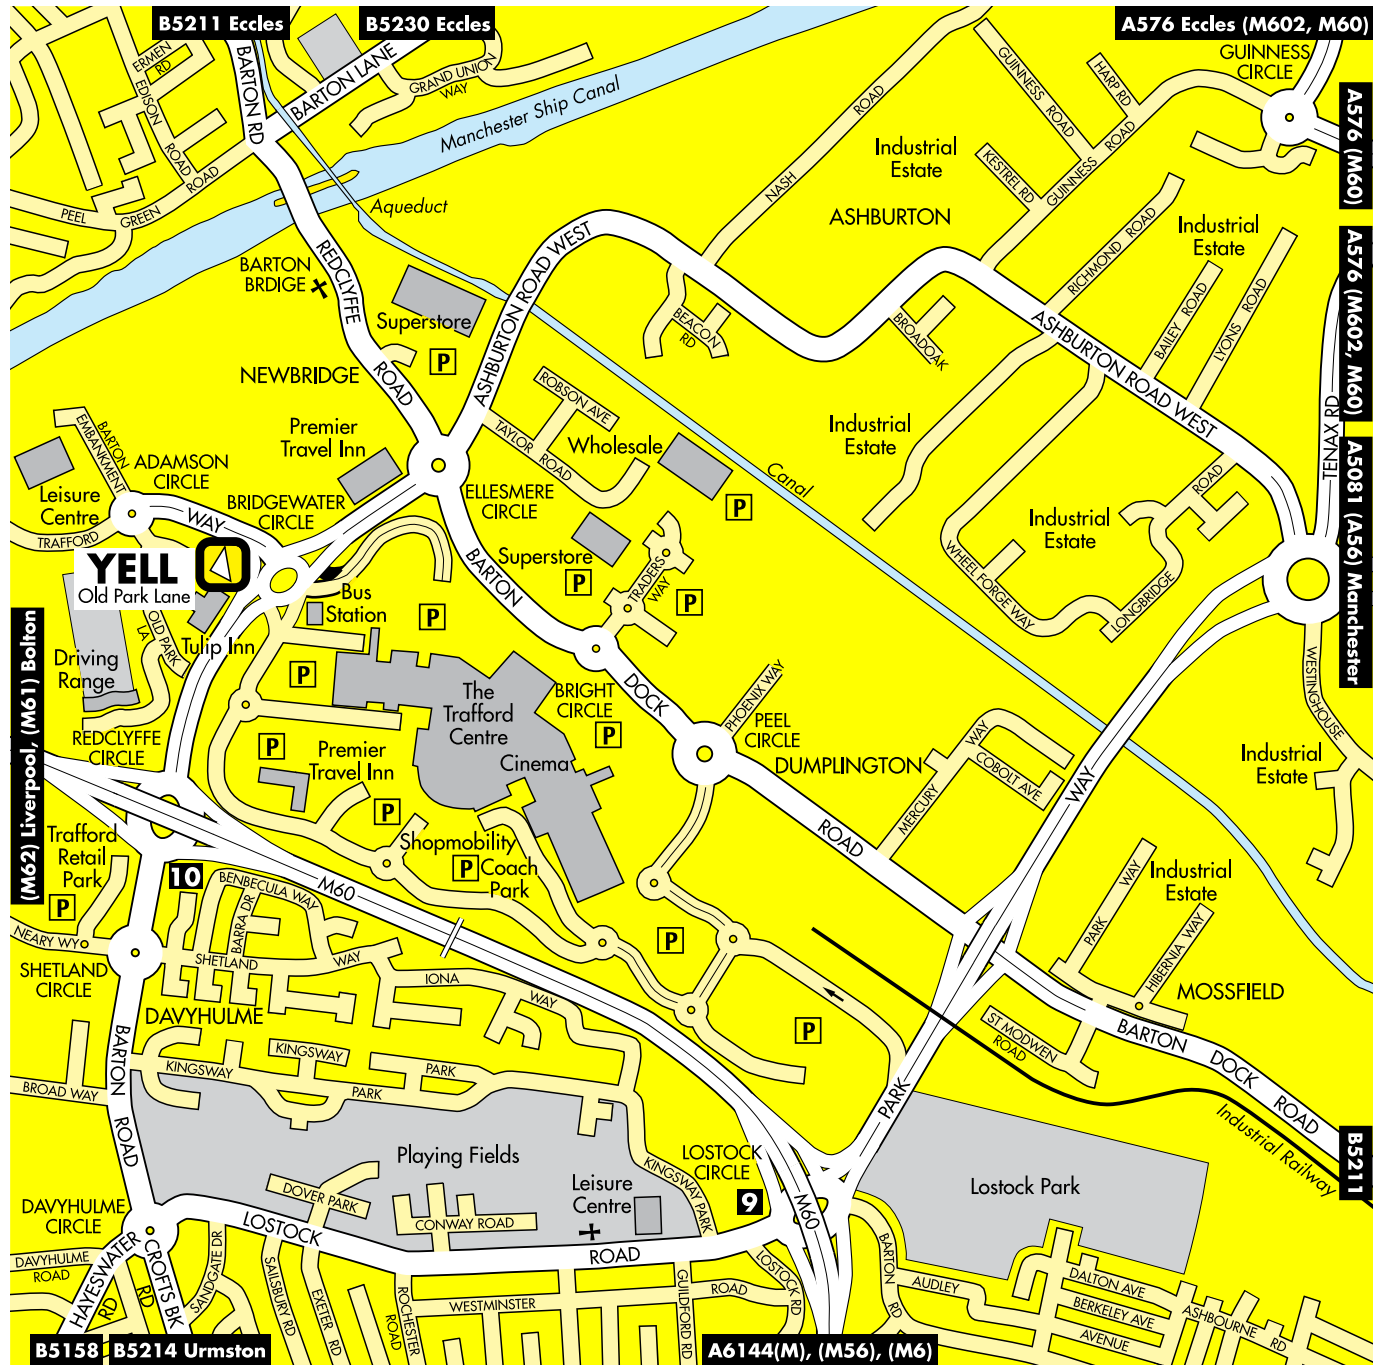 B5211 Eccles
B5230 Eccles
A576 Eccles (M602, M60)
ERMEN
RD
EDISON
ROAD
BARTON RD
BARTON LANE
GRAND UNION
WAY
Manchester Ship Canal
GUINNESS
CIRCLE
GUINNESS ROAD
HARP RD
A576 (M60)
NASH
ROAD
Industrial
Estate
KESTREL RD
GUINNESS
ROAD
PEEL
GREEN
ROAD
Aqueduct
ASHBURTON
RICHMOND
ROAD
Industrial
Estate
BARTON
BRDIGE
REDCLYFFE
ROAD
Superstore
P
ASHBURTON ROAD WEST
BEACON
RD
BROADOAK
BAILEY ROAD
LYONS ROAD
A576 (M602, M60)
ASHBURTON ROAD WEST
TENAX RD
NEWBRIDGE
ROBSON AVE
TAYLOR ROAD
Wholesale
P
Industrial
Estate
Canal
BARTON
EMBANKMENT
Premier
Travel Inn
ADAMSON
CIRCLE
BRIDGEWATER
CIRCLE
ELLESMERE
CIRCLE
Leisure
Centre
TRAFFORD
WAY
Industrial
Estate
ROAD
A5081 (A56) Manchester
YELL
Old Park Lane
Superstore
P
TRADERS
WAY
P
WHEEL FORGE WAY
LONGBRIDGE
BARTON
Bus
Station
P
Tulip Inn
OLD PARK
LA
Driving
Range
P
The
Trafford
Centre
BRIGHT
CIRCLE
P
DOCK
PHOENIX WAY
PEEL
CIRCLE
WESTINGHOUSE
(M62) Liverpool, (M61) Bolton
REDCLYFFE
CIRCLE
P
Premier
Travel Inn
Cinema
DUMPLINGTON
MERCURY
WAY
COBOLT AVE
WAY
Industrial
Estate
P
Trafford
Retail
Park
P
Shopmobility
P
Coach
Park
ROAD
10
BENBECULA WAY
M60
PARK
WAY
Industrial
Estate
HIBERNIA WAY
NEARY WY
BARRA DR
SHETLAND
WAY
P
SHETLAND
CIRCLE
IONA
WAY
MOSSFIELD
DAVYHULME
P
ST MODWEN
ROAD
BARTON
DOCK
ROAD
BARTON
ROAD
KINGSWAY
KINGSWAY
PARK
PARK
BROAD WAY
PARK
Industrial Railway
B5211
Playing Fields
LOSTOCK
CIRCLE
KINGSWAY PARK
9
Leisure
Centre
M60
Lostock Park
DAVYHULME
CIRCLE
DOVER PARK
CONWAY ROAD
LOSTOCK
ROAD
DAVYHULME
ROAD
HAYESWATER
RD
CROFTS BK
RD
SANDGATE DR
SAILSBURY RD
EXETER RD
ROCHESTER
ROAD
WESTMINSTER
ROAD
GUILDFORD RD
LOSTOCK RD
BARTON
RD
AUDLEY
DALTON AVE
BERKELEY AVE
AVENUE
ASHBOURNE
RD
B5158
B5214 Urmston
A6144(M), (M56), (M6)